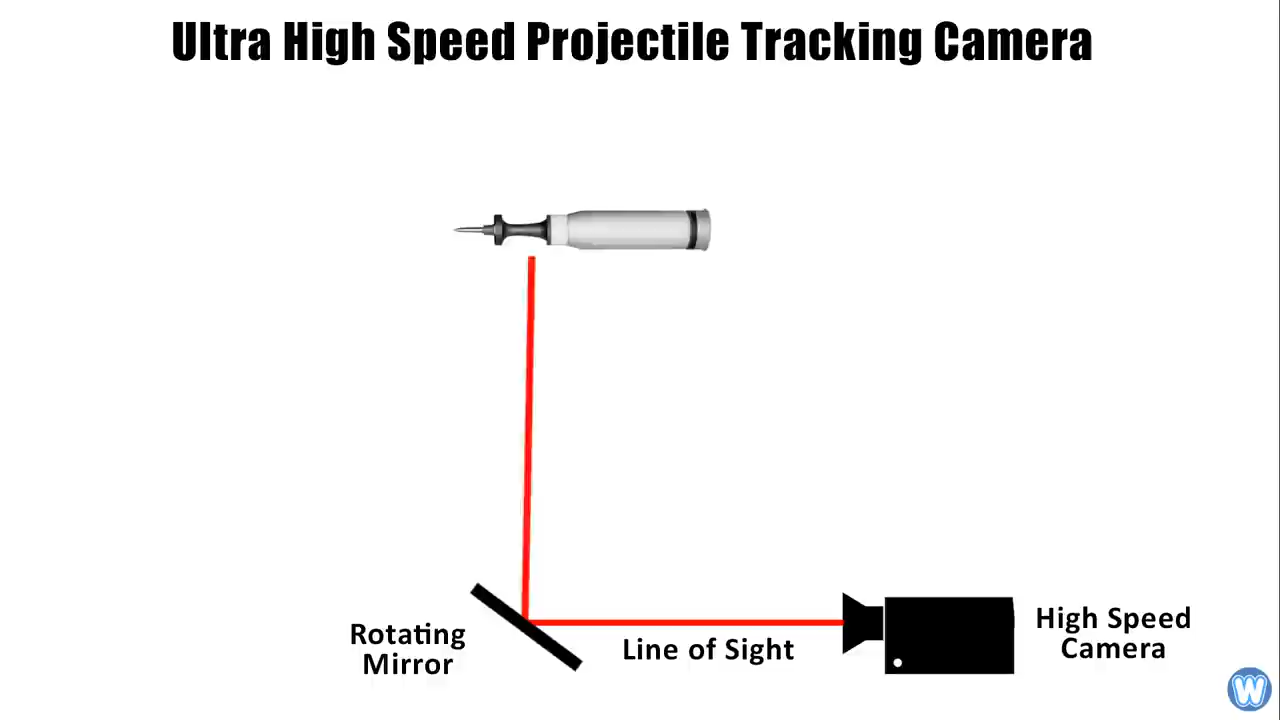 Ultra High Speed Projectile Tracking Camera
Rotating
Mirror
Line of Sight
High Speed
Camera
W